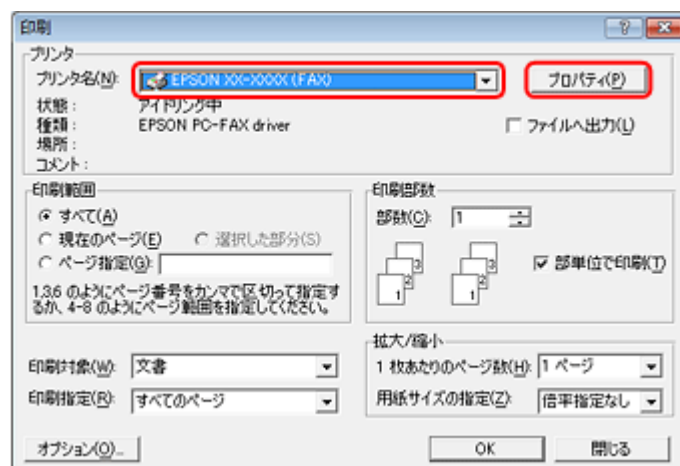 印刷
プリンタ
プリンタ名(N): EPSON XX-XXXX (FAX) プロパティ(P)
状態: アイドリング中
種類: EPSON PC-FAX driver ファイルへ出力(L)
場所:
コメント:
印刷範囲
すべて(A)
現在のページ(E) 選択した部分(S)
ページ指定(G):
1,3,6 のようにページ番号をカンマで区切って指定す
るか、4-8 のようにページ範囲を指定してください。
印刷部数
部数(C): 1
部単位で印刷(T)
1 2 3 1 2 3
印刷対象(W): 文書
印刷指定(R): すべてのページ
拡大/縮小
1 枚あたりのページ数(H): 1 ページ
用紙サイズの指定(Z): 倍率指定なし
オプション(O)... OK 閉じる